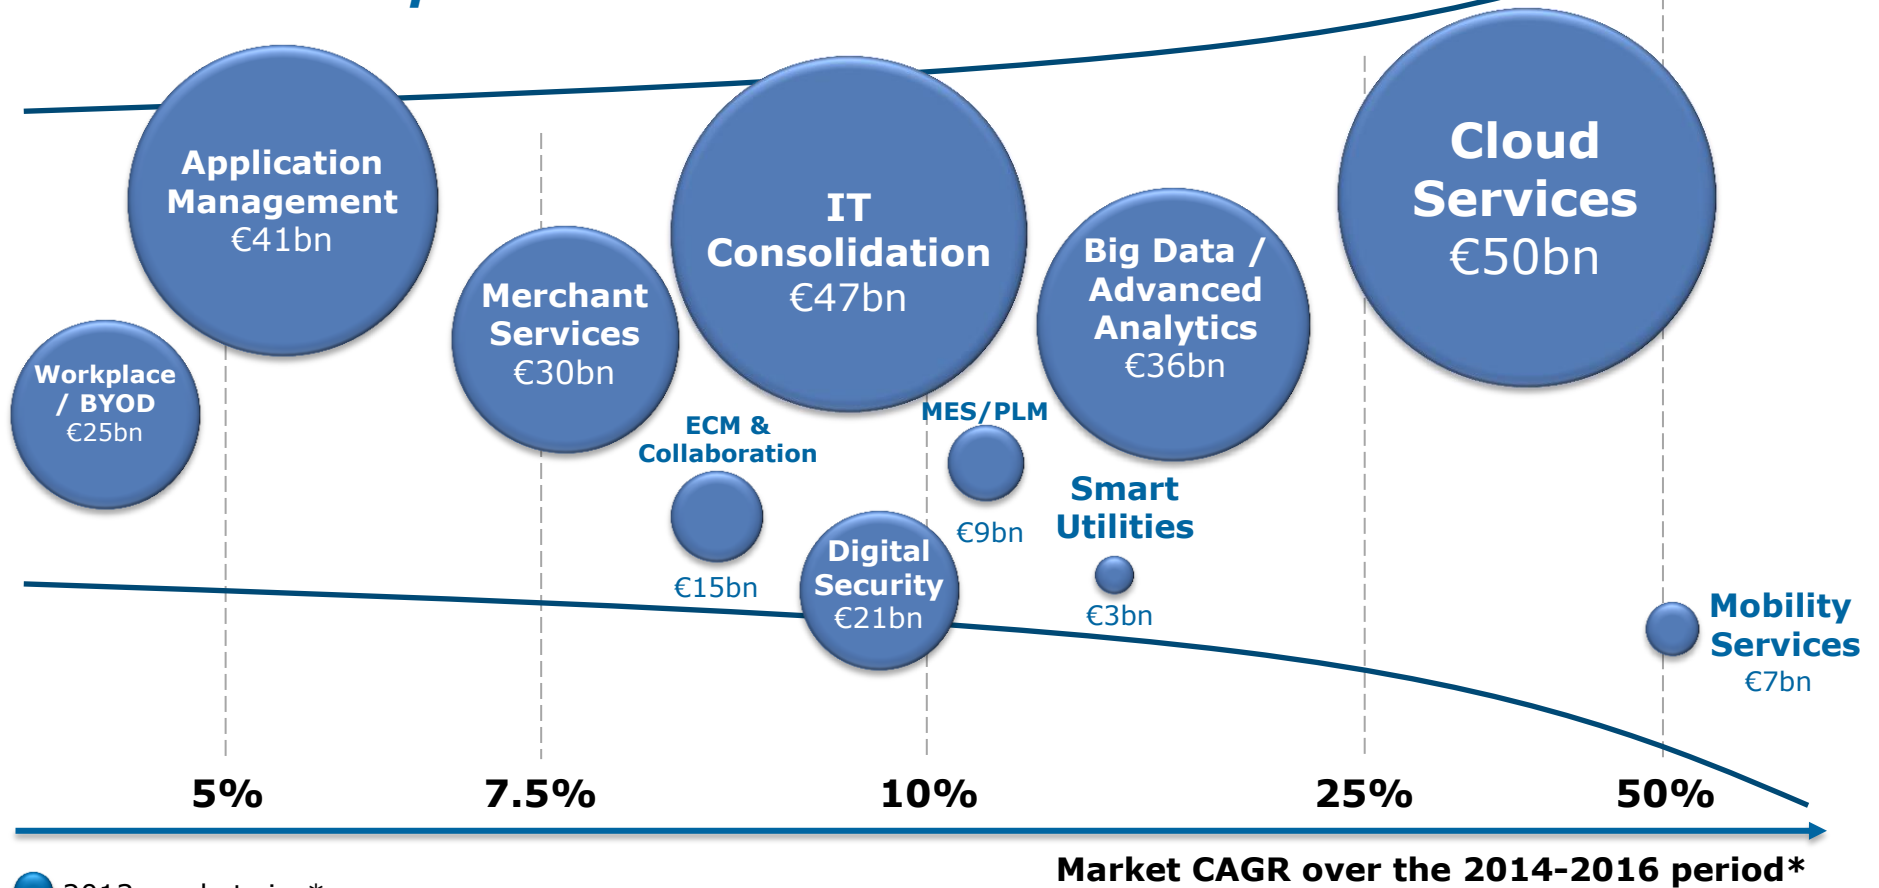 Application
Management
€41bn
IT
Consolidation
€47bn
Cloud
Services
€50bn
Merchant
Services
€30bn
Big Data /
Advanced
Analytics
€36bn
Workplace
/ BYOD
€25bn
ECM &
Collaboration
€15bn
MES/PLM
€9bn
Smart
Utilities
€3bn
Digital
Security
€21bn
Mobility
Services
€7bn
5%
7.5%
10%
25%
50%
Market CAGR over the 2014-2016 period*